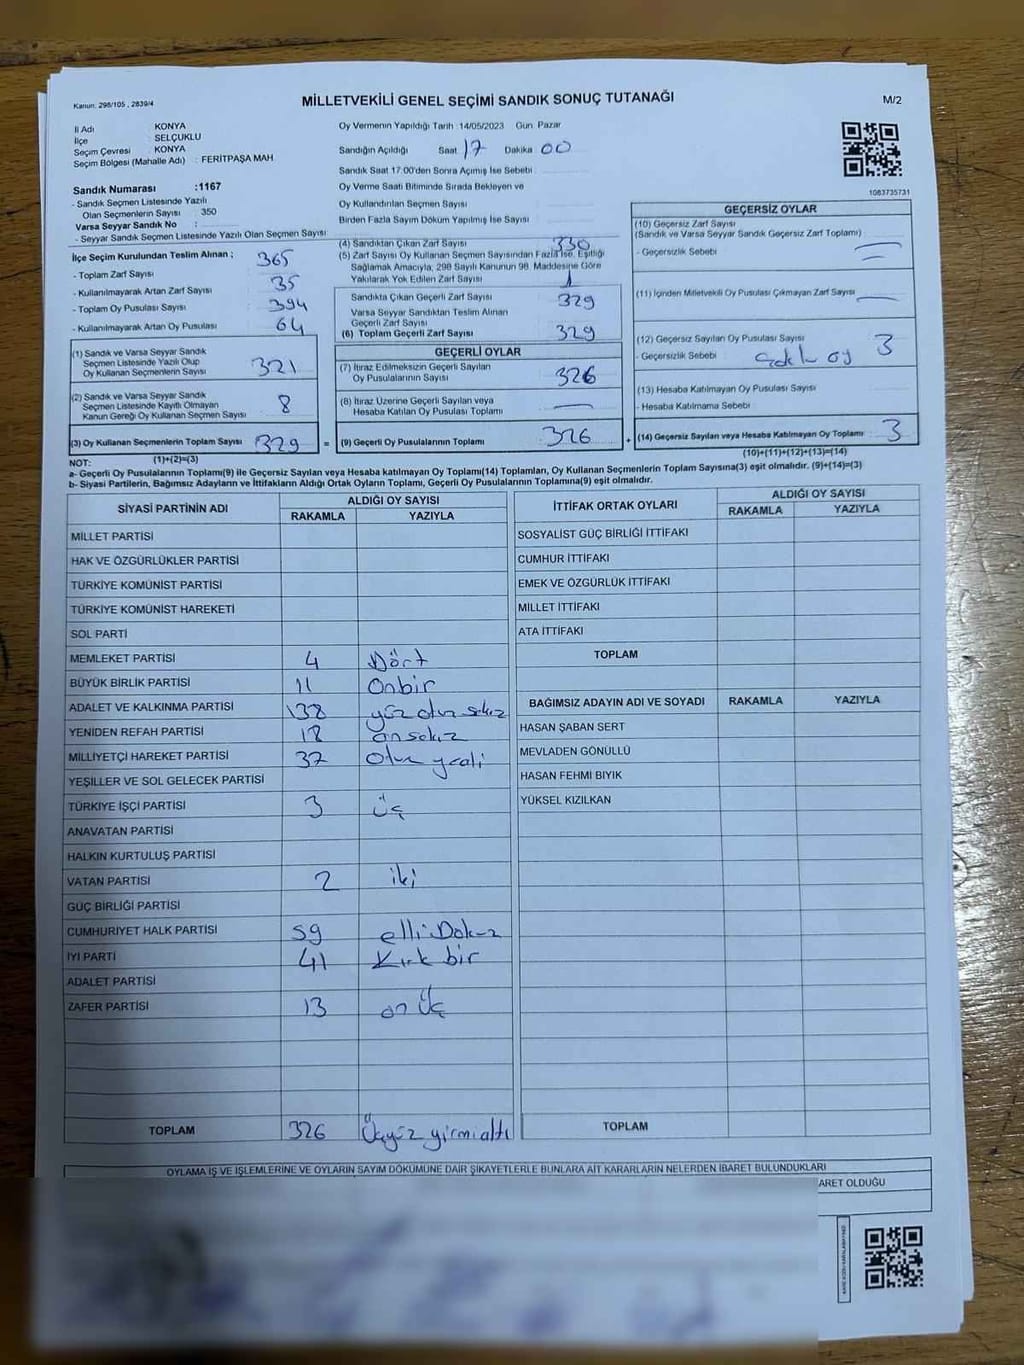 Kanun: 298/105 , 2839/4
MİLLETVEKİLİ GENEL SEÇİMİ SANDIK SONUÇ TUTANAĞI
M/2
İl Adı KONYA
İlçe SELÇUKLU
Seçim Çevresi KONYA
Seçim Bölgesi (Mahalle Adı) : FERİTPAŞA MAH.
Sandık Numarası :1167
- Sandık Seçmen Listesinde Yazılı
Olan Seçmenlerin Sayısı : 350
Varsa Seyyar Sandık No :
- Seyyar Sandık Seçmen Listesinde Yazılı Olan Seçmen Sayısı
Oy Vermenin Yapıldığı Tarih :14/05/2023 Gün: Pazar
Sandığın Açıldığı Saat 17 Dakika 00
Sandık Saat 17:00'den Sonra Açımış İse Sebebi :
Oy Verme Saati Bitiminde Sırada Bekleyen ve
Oy Kullandırılan Seçmen Sayısı
Birden Fazla Sayım Döküm Yapılmış İse Sayısı
1083735731
İlçe Seçim Kurulundan Teslim Alınan ;
- Toplam Zarf Sayısı 365
- Kullanılmayarak Artan Zarf Sayısı 35
- Toplam Oy Pusulası Sayısı 394
- Kullanılmayarak Artan Oy Pusulası 64
(1) Sandık ve Varsa Seyyar Sandık
Seçmen Listesinde Yazılı Olup
Oy Kullanan Seçmenlerin Sayısı 321
(2) Sandık ve Varsa Seyyar Sandık
Seçmen Listesinde Kayıtlı Olmayan
Kanun Gereği Oy Kullanan Seçmen Sayısı 8
(3) Oy Kullanan Seçmenlerin Toplam Sayısı 329 =
(1)+(2)=(3)
(4) Sandıktan Çıkan Zarf Sayısı 330
(5) Zarf Sayısı Oy Kullanan Seçmen Sayısından Fazla İse, Eşitliği
Sağlamak Amacıyla, 298 Sayılı Kanunun 98. Maddesine Göre
Yakılarak Yok Edilen Zarf Sayısı 1
Sandıkta Çıkan Geçerli Zarf Sayısı 329
Varsa Seyyar Sandıktan Teslim Alınan
Geçerli Zarf Sayısı
(6) Toplam Geçerli Zarf Sayısı 329
GEÇERLİ OYLAR
(7) İtiraz Edilmeksizin Geçerli Sayılan
Oy Pusulalarının Sayısı 326
(8) İtiraz Üzerine Geçerli Sayılan veya
Hesaba Katılan Oy Pusulası Toplamı —
(9) Geçerli Oy Pusulalarının Toplamı 326 +
GEÇERSİZ OYLAR
(10) Geçersiz Zarf Sayısı
(Sandık ve Varsa Seyyar Sandık Geçersiz Zarf Toplamı) —
- Geçersizlik Sebebi —
(11) İçinden Milletvekili Oy Pusulası Çıkmayan Zarf Sayısı —
(12) Geçersiz Sayılan Oy Pusulası Sayısı 3
- Geçersizlik Sebebi oy
(13) Hesaba Katılmayan Oy Pusulası Sayısı
- Hesaba Katılmama Sebebi
(14) Geçersiz Sayılan veya Hesaba Katılmayan Oy Toplamı 3
(10)+(11)+(12)+(13)=(14)
NOT:
a- Geçerli Oy Pusulalarının Toplamı(9) ile Geçersiz Sayılan veya Hesaba katılmayan Oy Toplamı(14) Toplamları, Oy Kullanan Seçmenlerin Toplam Sayısına(3) eşit olmalıdır. (9)+(14)=(3)
b- Siyasi Partilerin, Bağımsız Adayların ve İttifakların Aldığı Ortak Oyların Toplamı, Geçerli Oy Pusulalarının Toplamına(9) eşit olmalıdır.
SİYASİ PARTİNİN ADI ALDIĞI OY SAYISI
RAKAMLA YAZIYLA
MİLLET PARTİSİ
HAK VE ÖZGÜRLÜKLER PARTİSİ
TÜRKİYE KOMÜNİST PARTİSİ
TÜRKİYE KOMÜNİST HAREKETİ
SOL PARTİ
MEMLEKET PARTİSİ 4 Dört
BÜYÜK BİRLİK PARTİSİ 11 Onbir
ADALET VE KALKINMA PARTİSİ 138 yüz otuz sekiz
YENİDEN REFAH PARTİSİ 18 onsekiz
MİLLİYETÇİ HAREKET PARTİSİ 37 Otuz yedi
YEŞİLLER VE SOL GELECEK PARTİSİ
TÜRKİYE İŞÇİ PARTİSİ 3 üç
ANAVATAN PARTİSİ
HALKIN KURTULUŞ PARTİSİ
VATAN PARTİSİ 2 iki
GÜÇ BİRLİĞİ PARTİSİ
CUMHURİYET HALK PARTİSİ 59 elli Dokuz
İYİ PARTİ 41 Kırk bir
ADALET PARTİSİ
ZAFER PARTİSİ 13 on Üç
TOPLAM 326 Üçyüz yirmialtı
İTTİFAK ORTAK OYLARI ALDIĞI OY SAYISI
RAKAMLA YAZIYLA
SOSYALİST GÜÇ BİRLİĞİ İTTİFAKI
CUMHUR İTTİFAKI
EMEK VE ÖZGÜRLÜK İTTİFAKI
MİLLET İTTİFAKI
ATA İTTİFAKI
TOPLAM
BAĞIMSIZ ADAYIN ADI VE SOYADI RAKAMLA YAZIYLA
HASAN ŞABAN SERT
MEVLADEN GÖNÜLLÜ
HASAN FEHMİ BIYIK
YÜKSEL KIZILKAN
TOPLAM
OYLAMA İŞ VE İŞLEMLERİNE VE OYLARIN SAYIM DÖKÜMÜNE DAİR ŞİKAYETLERLE BUNLARA AİT KARARLARIN NELERDEN İBARET BULUNDUKLARI
ARET OLDUĞU